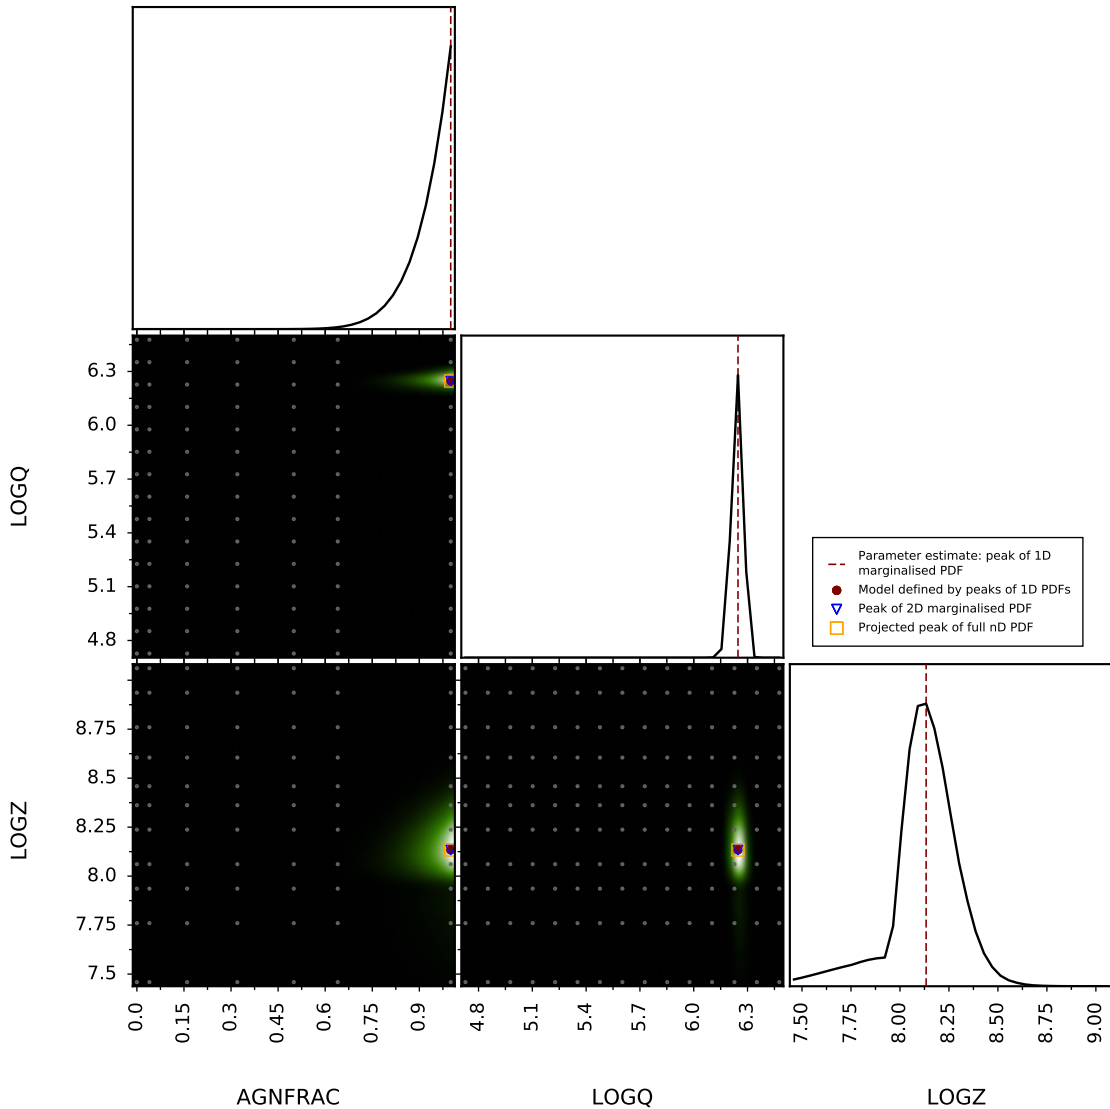 6.3
6.0
5.7
5.4
5.1
4.8
LOGQ
Parameter estimate: peak of 1D
marginalised PDF
Model defined by peaks of 1D PDFs
Peak of 2D marginalised PDF
Projected peak of full nD PDF
8.75
8.5
8.25
8.0
7.75
7.5
LOGZ
0.0 0.15 0.3 0.45 0.6 0.75 0.9
4.8 5.1 5.4 5.7 6.0 6.3
7.50 7.75 8.00 8.25 8.50 8.75 9.00
AGNFRAC LOGQ LOGZ